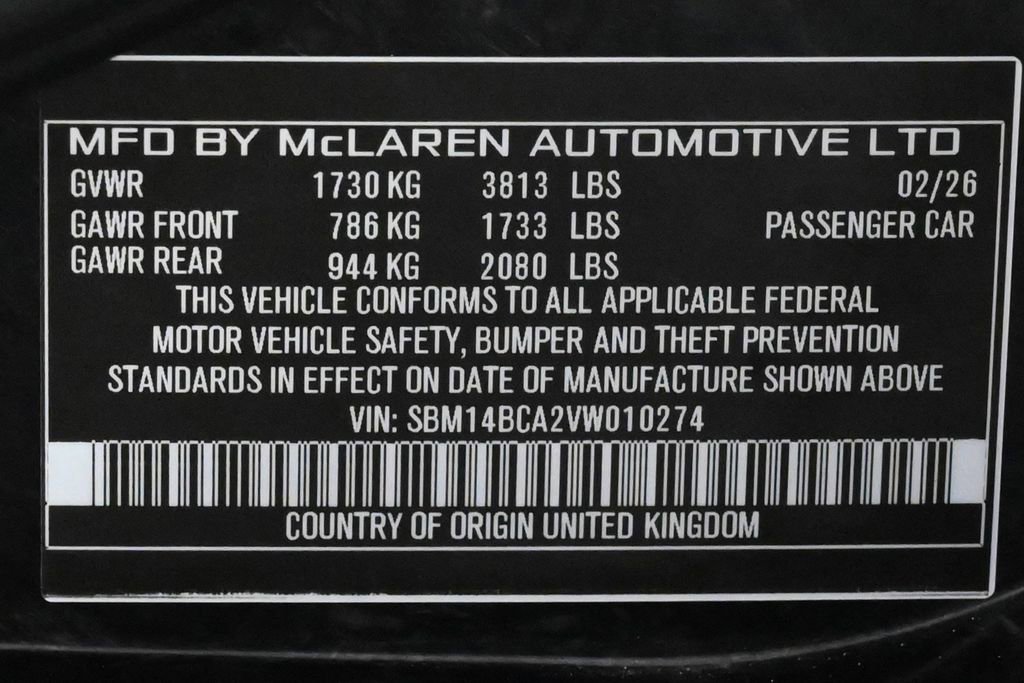 MFD BY McLAREN AUTOMOTIVE LTD
GVWR 1730 KG 3813 LBS 02/26
GAWR FRONT 786 KG 1733 LBS PASSENGER CAR
GAWR REAR 944 KG 2080 LBS
THIS VEHICLE CONFORMS TO ALL APPLICABLE FEDERAL
MOTOR VEHICLE SAFETY, BUMPER AND THEFT PREVENTION
STANDARDS IN EFFECT ON DATE OF MANUFACTURE SHOWN ABOVE
VIN: SBM14BCA2VW010274
COUNTRY OF ORIGIN UNITED KINGDOM